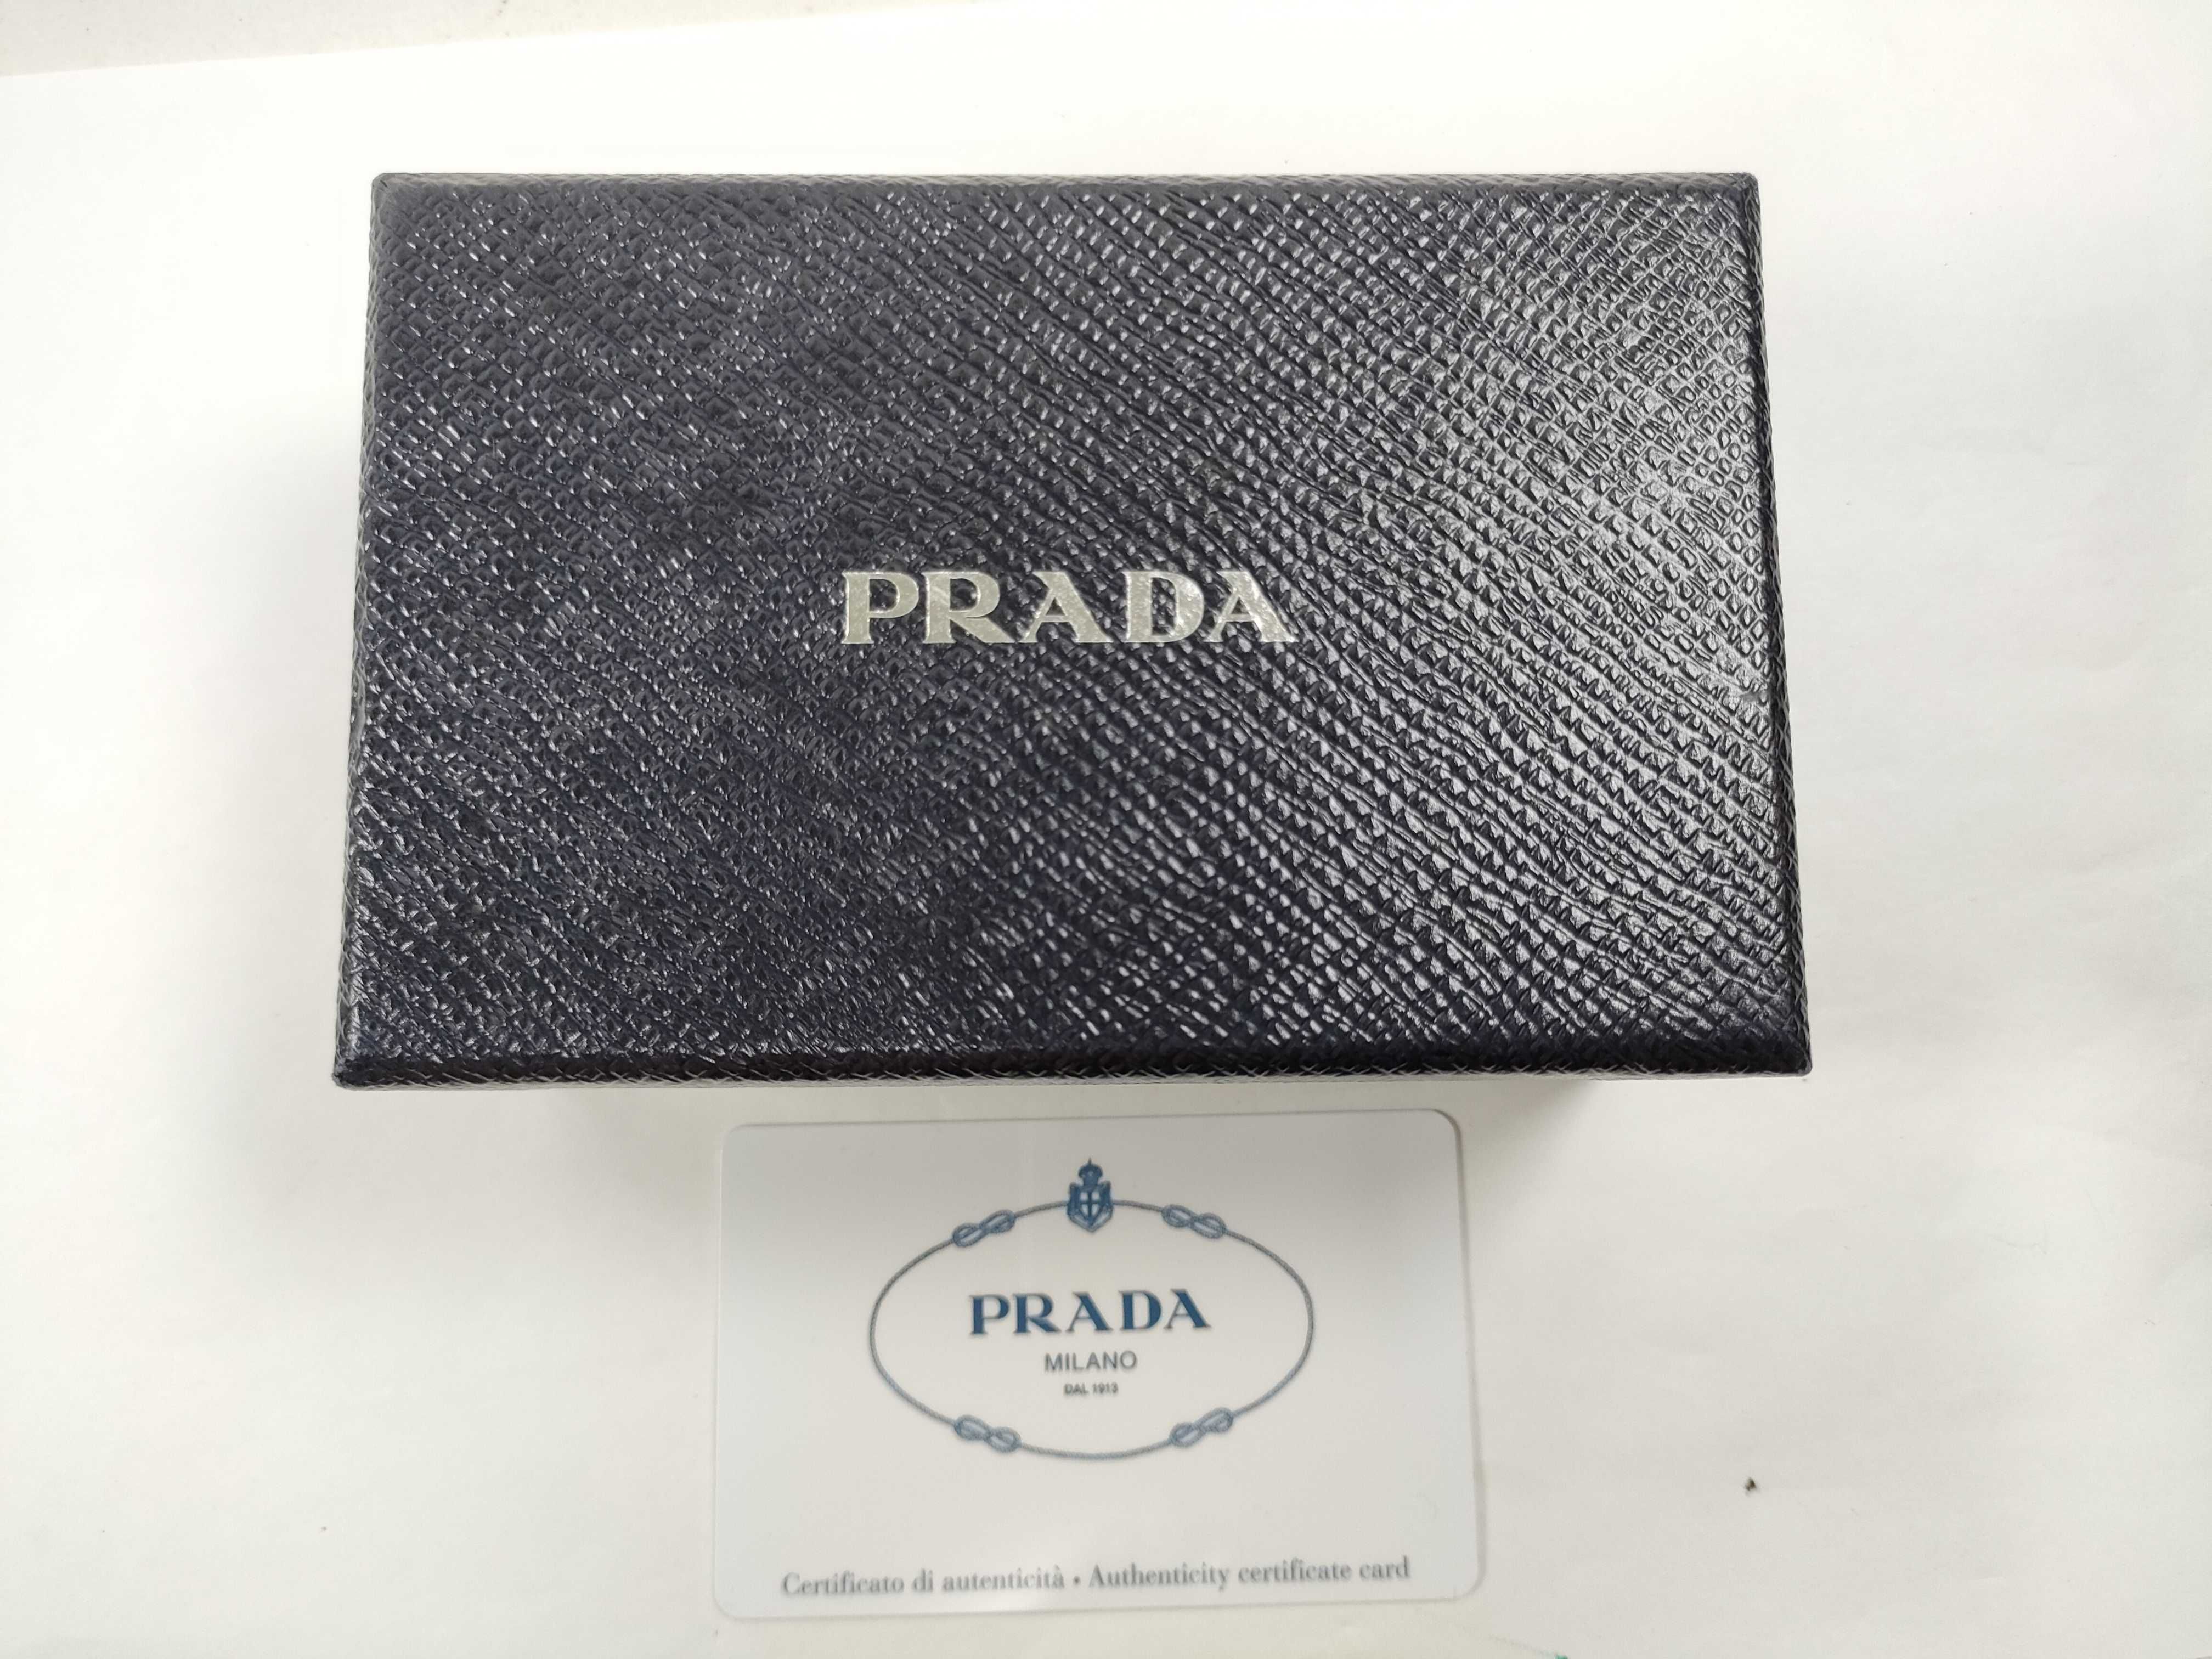 PRADA
PRADA
MILANO
DAL 1913
Certificato di autenticità • Authenticity certificate card